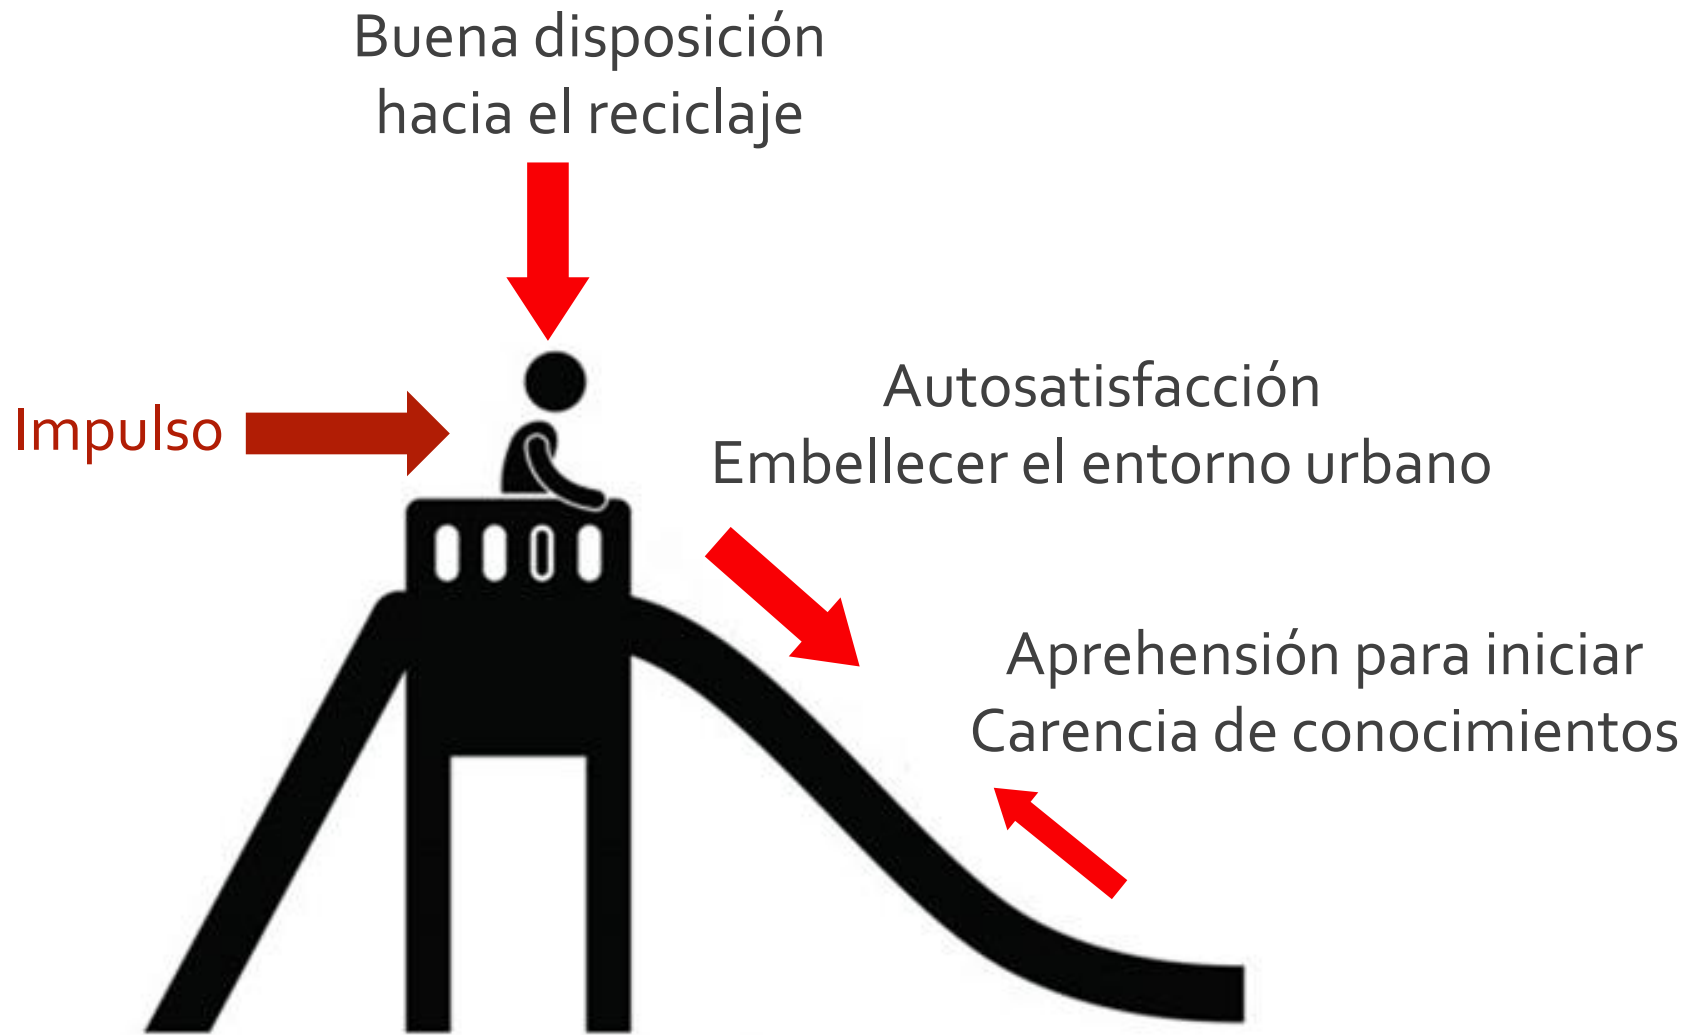 Buena disposición
hacia el reciclaje
Impulso
Autosatisfacción
Embellecer el entorno urbano
Aprehensión para iniciar
Carencia de conocimientos